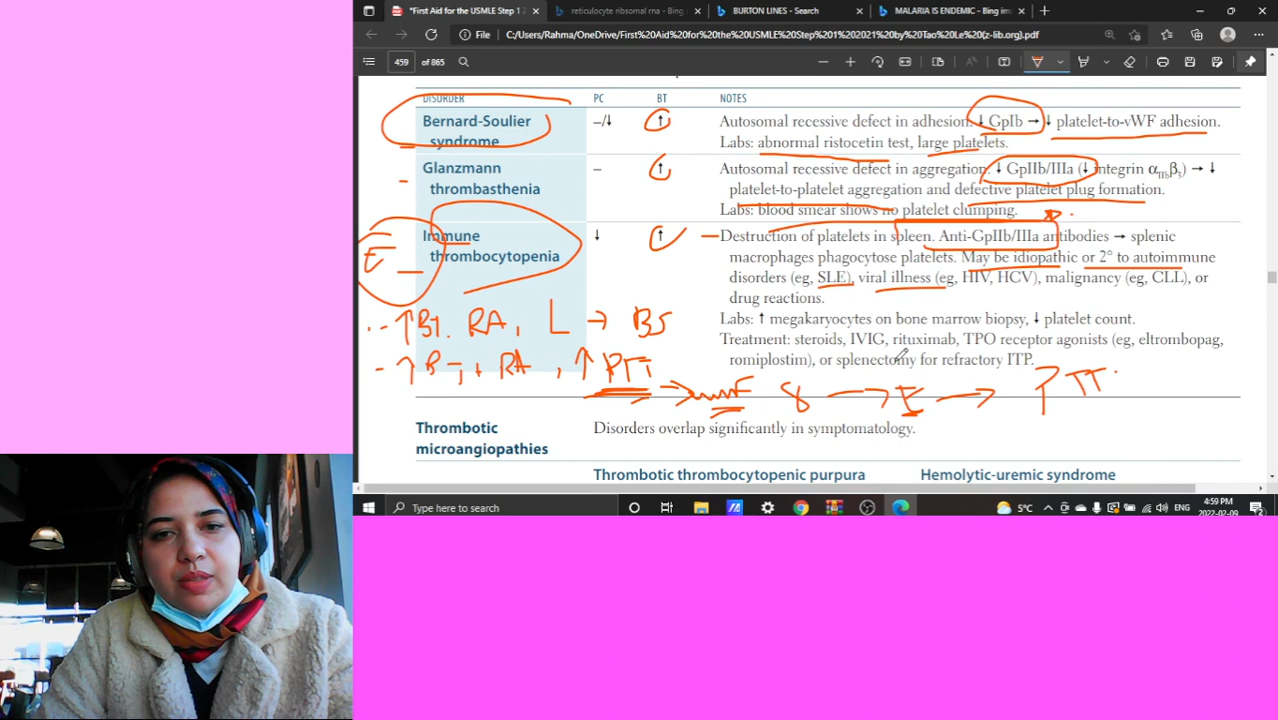 *First Aid for the USMLE Step 1 2
reticulocyte ribsomal rna - Bing i
BURTON LINES - Search
MALARIA IS ENDEMIC - Bing im
File
C:/Users/Rahma/OneDrive/First%20Aid%20for%20the%20USMLE%20Step%201%202021%20by%20Tao%20Le%20(z-lib.org).pdf
459 of 865
DISORDER PC BT NOTES
Bernard-Soulier syndrome –/↓ ↑ Autosomal recessive defect in adhesion. ↓ GpIb → ↓ platelet-to-vWF adhesion.
Labs: abnormal ristocetin test, large platelets.
Glanzmann thrombasthenia – ↑ Autosomal recessive defect in aggregation. ↓ GpIIb/IIIa (↓ integrin αIIbβ3) → ↓
platelet-to-platelet aggregation and defective platelet plug formation.
Labs: blood smear shows no platelet clumping.
Immune thrombocytopenia ↓ ↑ Destruction of platelets in spleen. Anti-GpIIb/IIIa antibodies → splenic
macrophages phagocytose platelets. May be idiopathic or 2° to autoimmune
disorders (eg, SLE), viral illness (eg, HIV, HCV), malignancy (eg, CLL), or
drug reactions.
E
↑BT. RA, L → BS
Labs: ↑ megakaryocytes on bone marrow biopsy, ↓ platelet count.
Treatment: steroids, IVIG, rituximab, TPO receptor agonists (eg, eltrombopag,
romiplostim), or splenectomy for refractory ITP.
RA, ↑ PTT
8
Thrombotic microangiopathies Disorders overlap significantly in symptomatology.
Thrombotic thrombocytopenic purpura Hemolytic-uremic syndrome
Type here to search
5°C
ENG
4:59 PM
2022-02-09